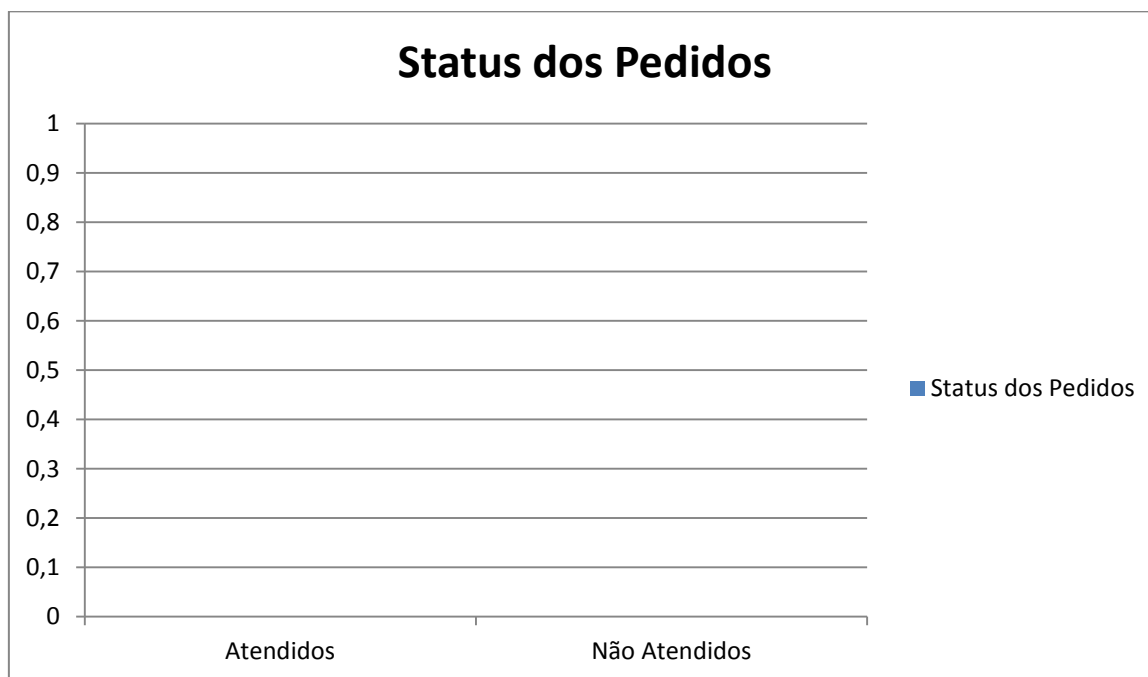 Status dos Pedidos
1
0,9
0,8
0,7
0,6
0,5
0,4
0,3
0,2
0,1
0
Status dos Pedidos
Atendidos
Não Atendidos